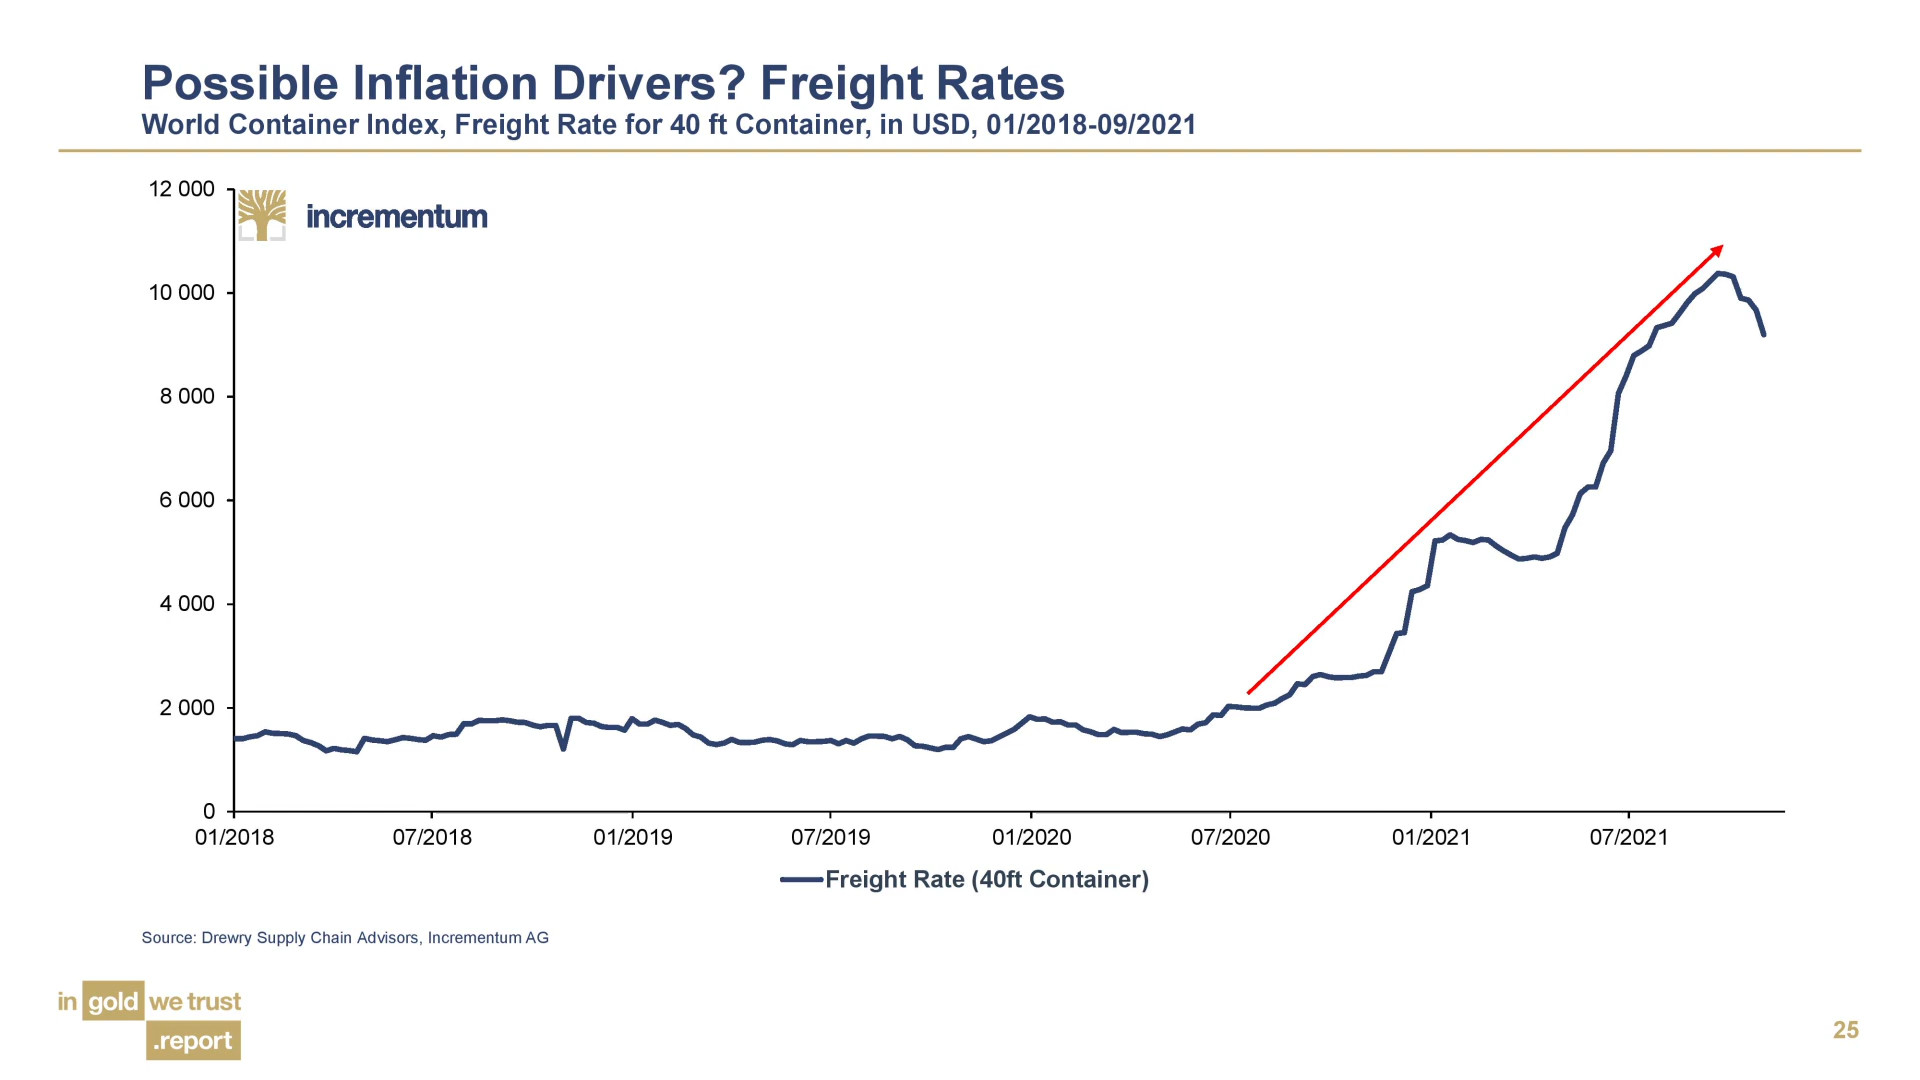 Possible Inflation Drivers? Freight Rates
World Container Index, Freight Rate for 40 ft Container, in USD, 01/2018-09/2021
12 000
incrementum
10 000
8 000
6 000
4 000
2 000
0
01/2018 07/2018 01/2019 07/2019 01/2020 07/2020 01/2021 07/2021
Freight Rate (40ft Container)
Source: Drewry Supply Chain Advisors, Incrementum AG
in gold we trust
.report
25